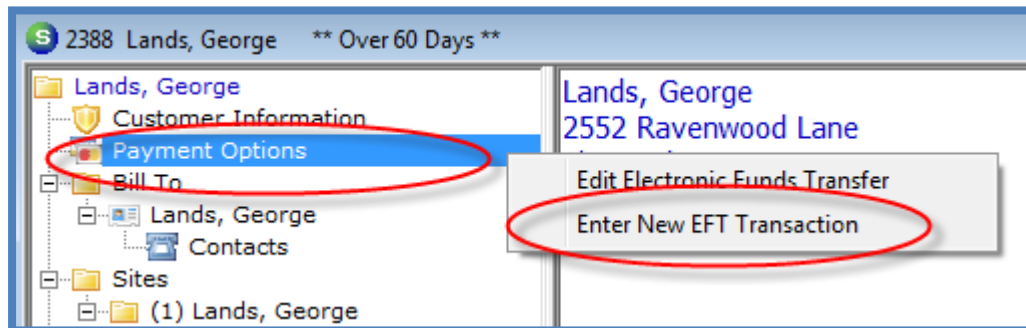 S 2388 Lands, George ** Over 60 Days **
Lands, George
Customer Information
Payment Options
Bill To
Lands, George
Contacts
Sites
(1) Lands, George
Lands, George
2552 Ravenwood Lane
Edit Electronic Funds Transfer
Enter New EFT Transaction